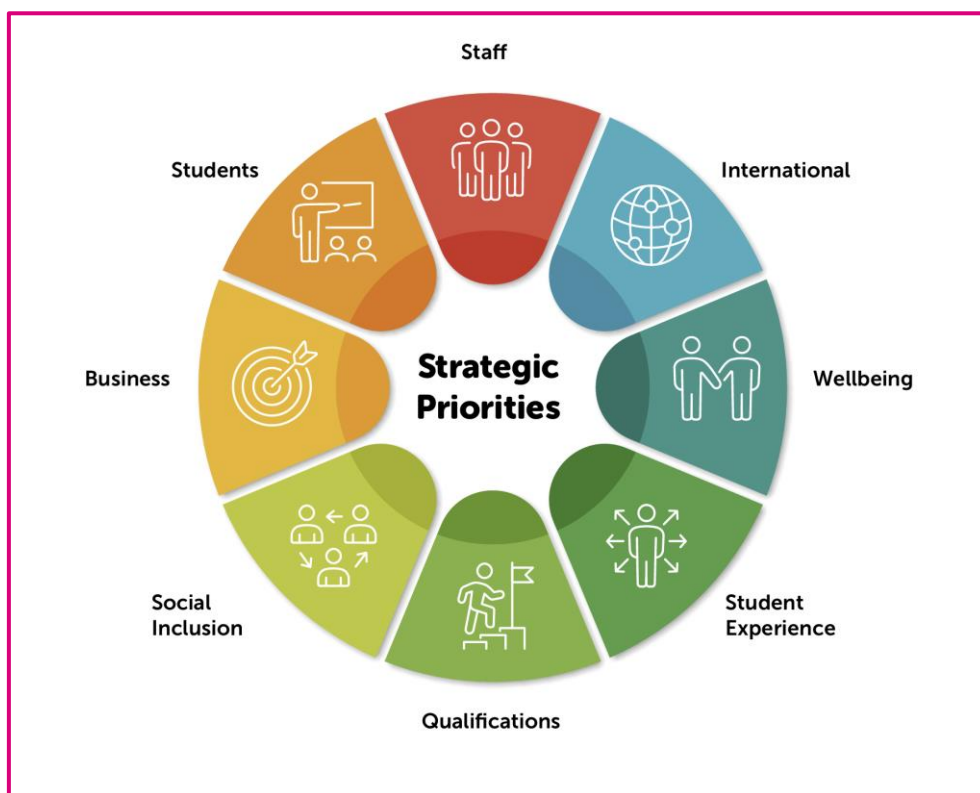 Staff
Students
International
Business
Strategic
Priorities
Wellbeing
Social
Inclusion
Student
Experience
Qualifications